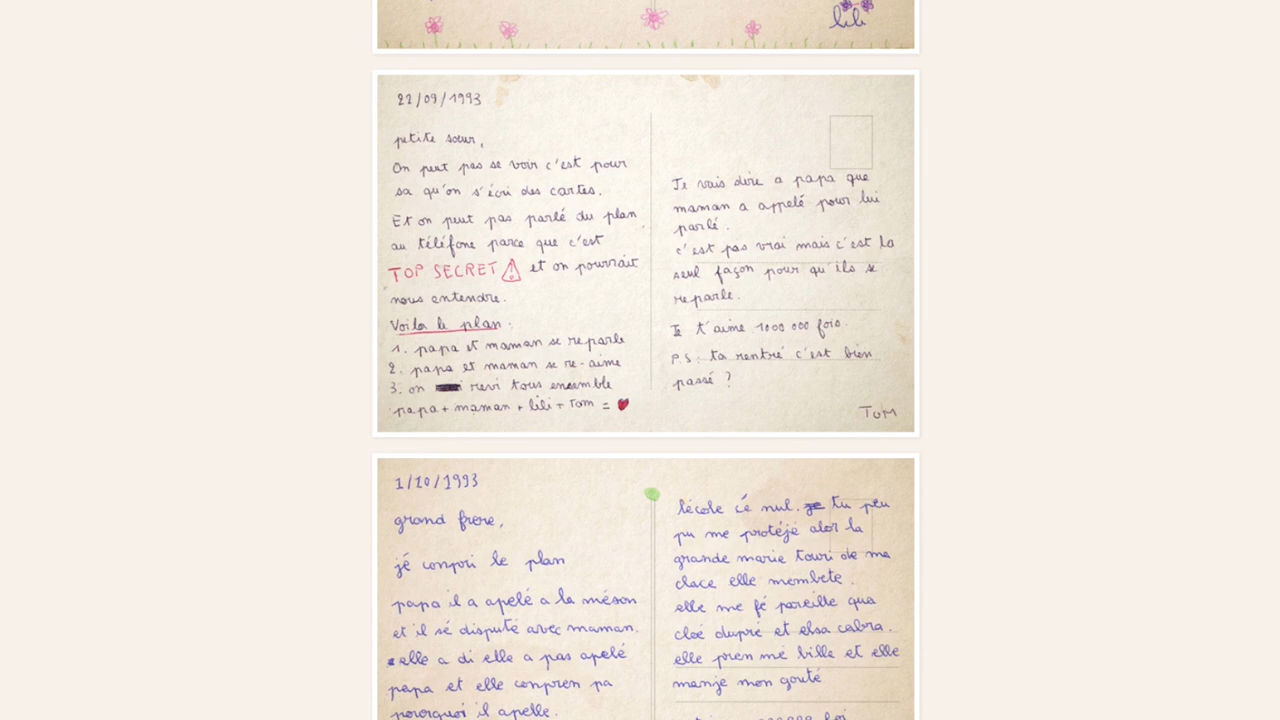 lili
22/09/1993
petite sœur,
On peut pas se voir c'est pour
sa qu'on s'écri des cartes.
Et on peut pas parlé du plan
au téléfone parce que c'est
TOP SECRET et on pourrait
nous entendre.
Voila le plan :
1. papa et maman se reparle
2. papa et maman se re-aime
3. on revi tous ensemble
papa + maman + lili + Tom = ❤
Je vais dire a papa que
maman a appelé pour lui
parlé.
c'est pas vrai mais c'est la
seul façon pour qu'ils se
reparle.
Je t'aime 1000 000 fois.
P.S : ta rentré c'est bien
passé ?
TOM
1/10/1993
grand frere,
jé conpri le plan
papa il a apelé a la méson
et il sé disputé avec maman.
elle a di elle a pas apelé
papa et elle conpren pa
pourquoi il apelle.
lécole cé nul. je tu peu
pu me protéjé alor la
grande marie touri de ma
clace elle membete.
elle me fé pareille que
cloé dupré et elsa cabra.
elle pren mé bille et elle
manje mon gouté